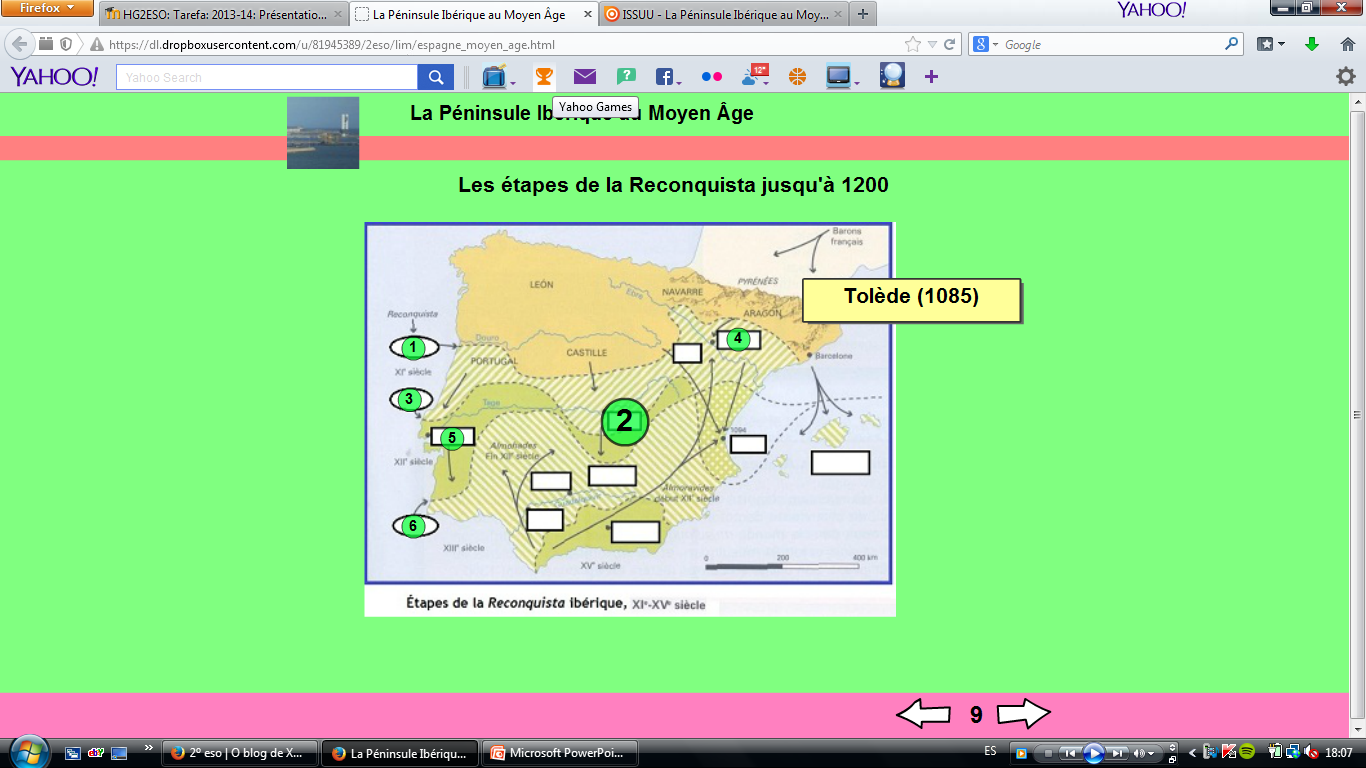 Firefox
HG2ESO: Tarefa: 2013-14: Présentatio...
La Péninsule Ibérique au Moyen Âge
ISSUU - La Péninsule Ibérique au Moy...
YAHOO!
https://dl.dropboxusercontent.com/u/81945389/2eso/lim/espagne_moyen_age.html
Google
YAHOO!
Yahoo Search
12°
Yahoo Games
La Péninsule Ibérique au Moyen Âge
Les étapes de la Reconquista jusqu'à 1200
Barons
français
PYRÉNÉES
LEÓN
NAVARRE
Ebre
Tolède (1085)
ARAGON
Reconquista
Douro
1
4
CASTILLE
PORTUGAL
Barcelone
XIe siècle
3
Tage
2
1094
5
Almohades
Fin XIIe siècle
XIIe siècle
Almoravides
début XIIe siècle
Guadalquivir
6
XIIIe siècle
XVe siècle
0 200 400 km
Étapes de la Reconquista ibérique, XIe-XVe siècle
9
2º eso | O blog de X...
La Péninsule Ibériqu...
Microsoft PowerPoi...
ES
18:07